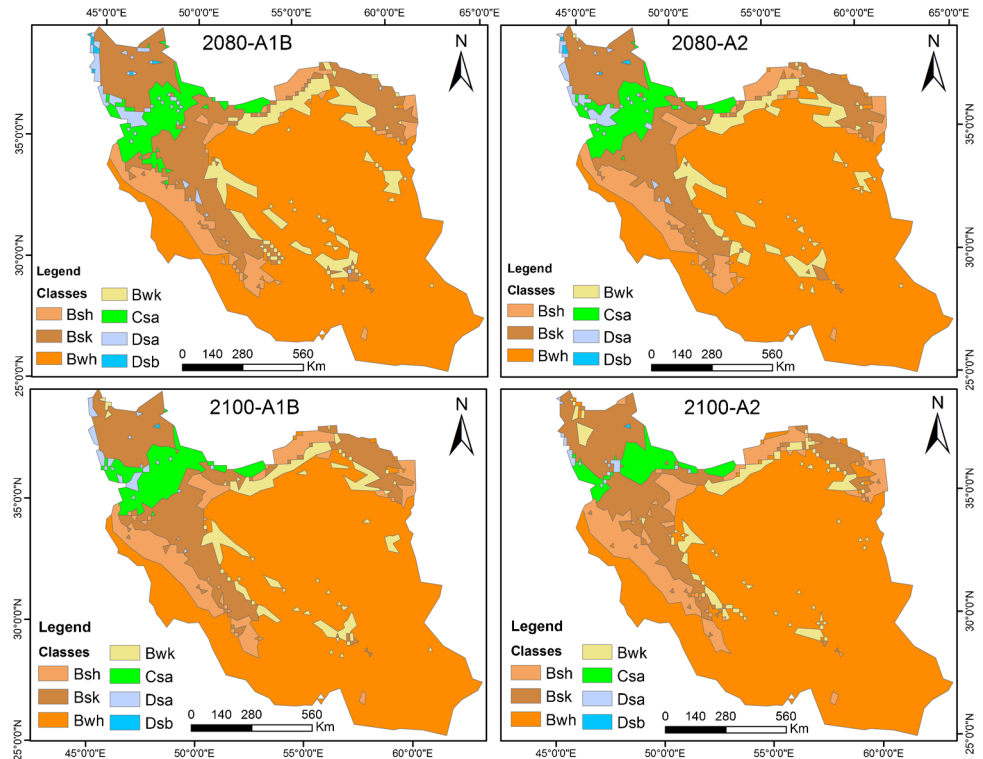 45°0'0"E 50°0'0"E 55°0'0"E 60°0'0"E 65°0'0"E
45°0'0"E 50°0'0"E 55°0'0"E 60°0'0"E 65°0'0"E
2080-A1B
N
35°0'0"N
30°0'0"N
25°0'0"N
Legend
Classes
Bsh
Bsk
Bwh
Bwk
Csa
Dsa
Dsb
0 140 280 560
Km
2080-A2
N
35°0'0"N
30°0'0"N
25°0'0"N
Legend
Classes
Bsh
Bsk
Bwh
Bwk
Csa
Dsa
Dsb
0 140 280 560
Km
2100-A1B
N
35°0'0"N
30°0'0"N
25°0'0"N
Legend
Classes
Bsh
Bsk
Bwh
Bwk
Csa
Dsa
Dsb
0 140 280 560
Km
2100-A2
N
35°0'0"N
30°0'0"N
25°0'0"N
Legend
Classes
Bsh
Bsk
Bwh
Bwk
Csa
Dsa
Dsb
0 140 280 560
Km
45°0'0"E 50°0'0"E 55°0'0"E 60°0'0"E
45°0'0"E 50°0'0"E 55°0'0"E 60°0'0"E